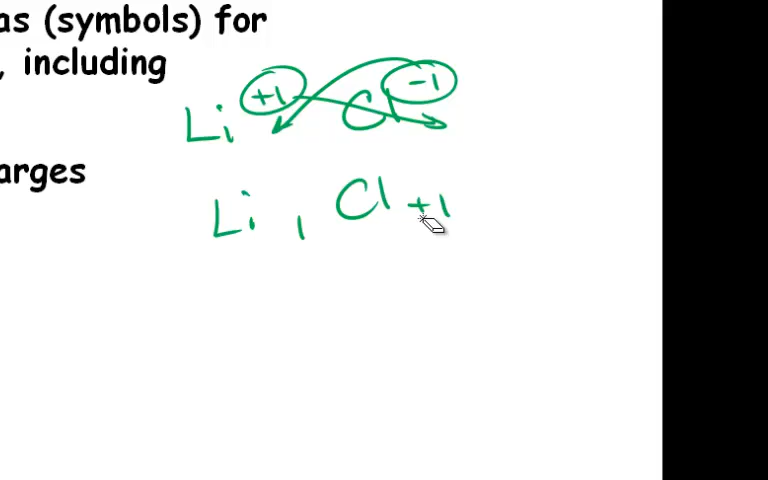 as (symbols) for
, including
Li +1 Cl -1
arges
Li 1 Cl +1